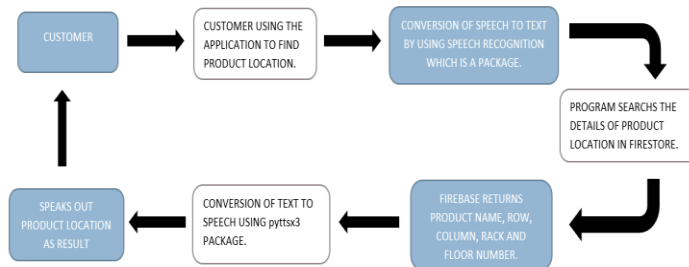 CUSTOMER
CUSTOMER USING THE
APPLICATION TO FIND
PRODUCT LOCATION.
CONVERSION OF SPEECH TO TEXT
BY USING SPEECH RECOGNITION
WHICH IS A PACKAGE.
PROGRAM SEARCHS THE
DETAILS OF PRODUCT
LOCATION IN FIRESTORE.
FIREBASE RETURNS
PRODUCT NAME, ROW,
COLUMN, RACK AND
FLOOR NUMBER.
CONVERSION OF TEXT TO
SPEECH USING pyttsx3
PACKAGE.
SPEAKS OUT
PRODUCT LOCATION
AS RESULT